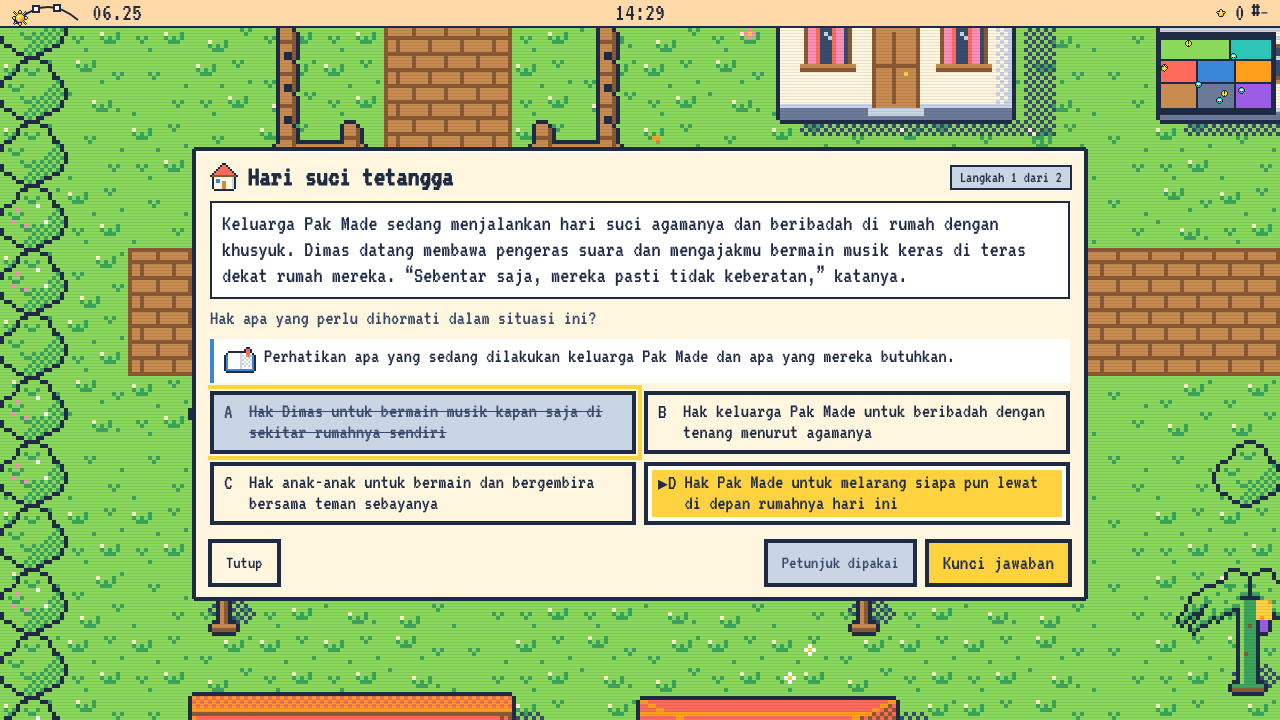 06.25
14:29
0 #-
Hari suci tetangga
Langkah 1 dari 2
Keluarga Pak Made sedang menjalankan hari suci agamanya dan beribadah di rumah dengan
khusyuk. Dimas datang membawa pengeras suara dan mengajakmu bermain musik keras di teras
dekat rumah mereka. “Sebentar saja, mereka pasti tidak keberatan,” katanya.
Hak apa yang perlu dihormati dalam situasi ini?
Perhatikan apa yang sedang dilakukan keluarga Pak Made dan apa yang mereka butuhkan.
A Hak Dimas untuk bermain musik kapan saja di
sekitar rumahnya sendiri
B Hak keluarga Pak Made untuk beribadah dengan
tenang menurut agamanya
C Hak anak-anak untuk bermain dan bergembira
bersama teman sebayanya
▶D Hak Pak Made untuk melarang siapa pun lewat
di depan rumahnya hari ini
Tutup
Petunjuk dipakai
Kunci jawaban